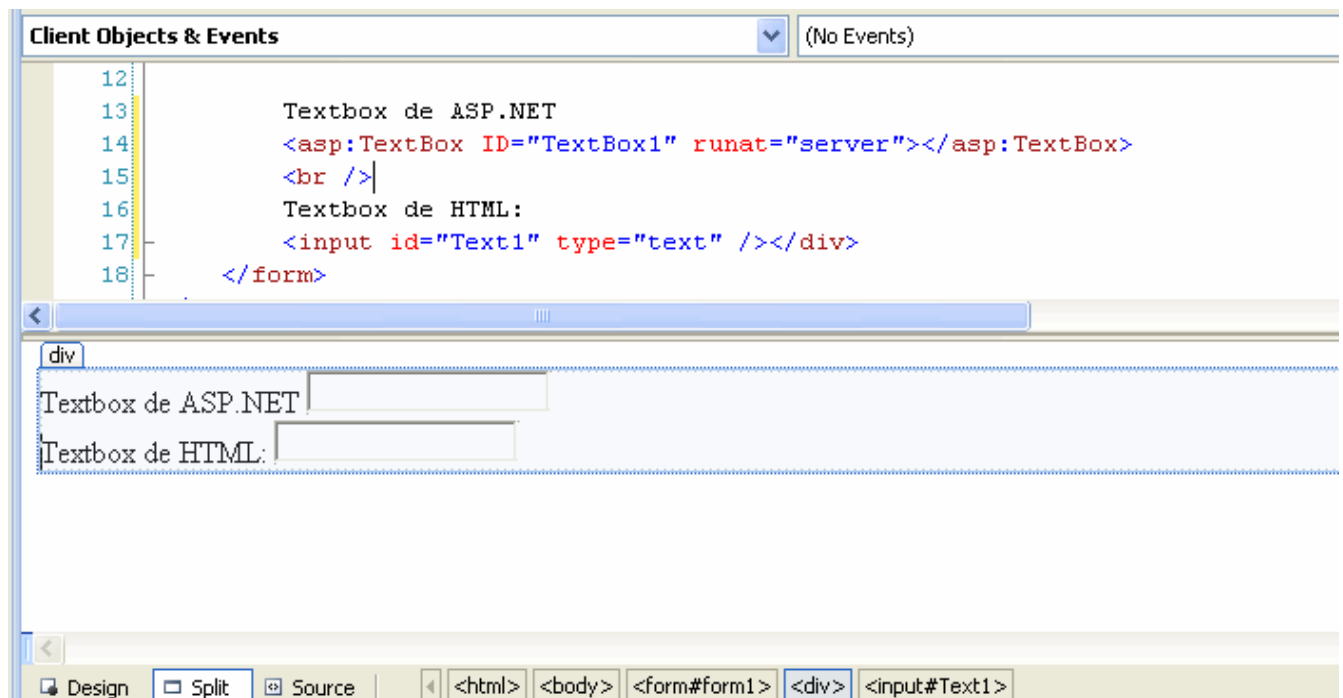 Client Objects & Events (No Events)
12
13 Textbox de ASP.NET
14 <asp:TextBox ID="TextBox1" runat="server"></asp:TextBox>
15 <br />
16 Textbox de HTML:
17 <input id="Text1" type="text" /></div>
18 </form>
div
Textbox de ASP.NET
Textbox de HTML:
Design Split Source <html> <body> <form#form1> <div> <input#Text1>